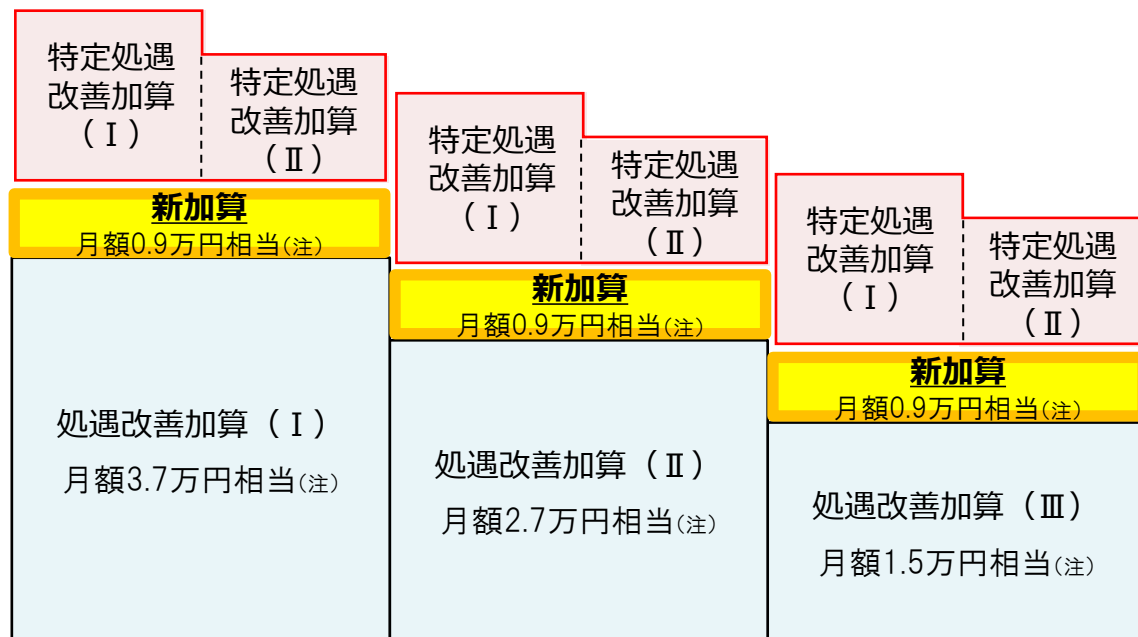 特定処遇
改善加算
（Ⅰ）
特定処遇
改善加算
（Ⅱ）
新加算
月額0.9万円相当(注)
処遇改善加算（Ⅰ）
月額3.7万円相当(注)
特定処遇
改善加算
（Ⅰ）
特定処遇
改善加算
（Ⅱ）
新加算
月額0.9万円相当(注)
処遇改善加算（Ⅱ）
月額2.7万円相当(注)
特定処遇
改善加算
（Ⅰ）
特定処遇
改善加算
（Ⅱ）
新加算
月額0.9万円相当(注)
処遇改善加算（Ⅲ）
月額1.5万円相当(注)